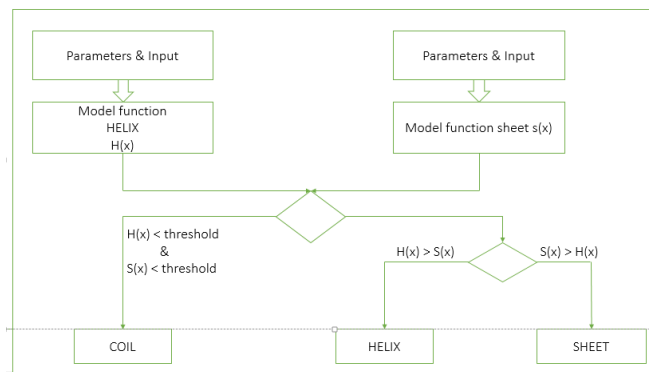 Parameters & Input
Parameters & Input
Model function
HELIX
H(x)
Model function sheet s(x)
H(x) < threshold
&
S(x) < threshold
H(x) > S(x)
S(x) > H(x)
COIL
HELIX
SHEET